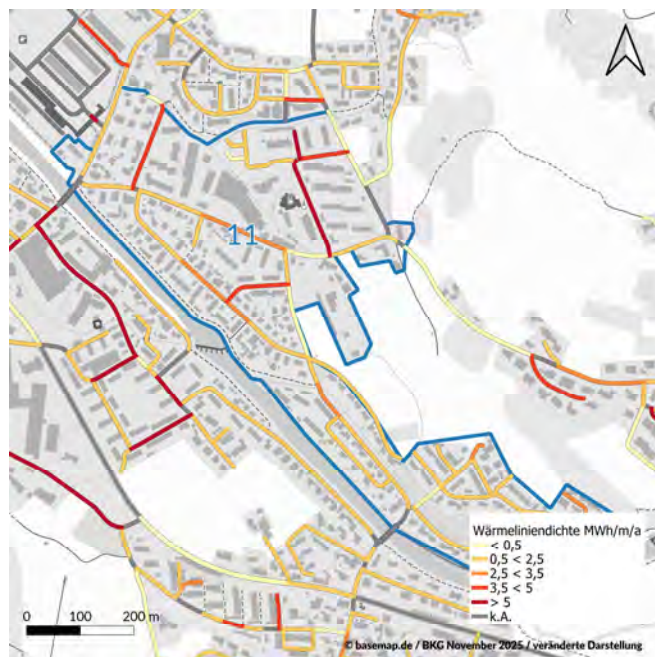 11
Wärmeliniendichte MWh/m/a
< 0,5
0,5 < 2,5
2,5 < 3,5
3,5 < 5
> 5
k.A.
0 100 200 m
© basemap.de / BKG November 2025 / veränderte Darstellung